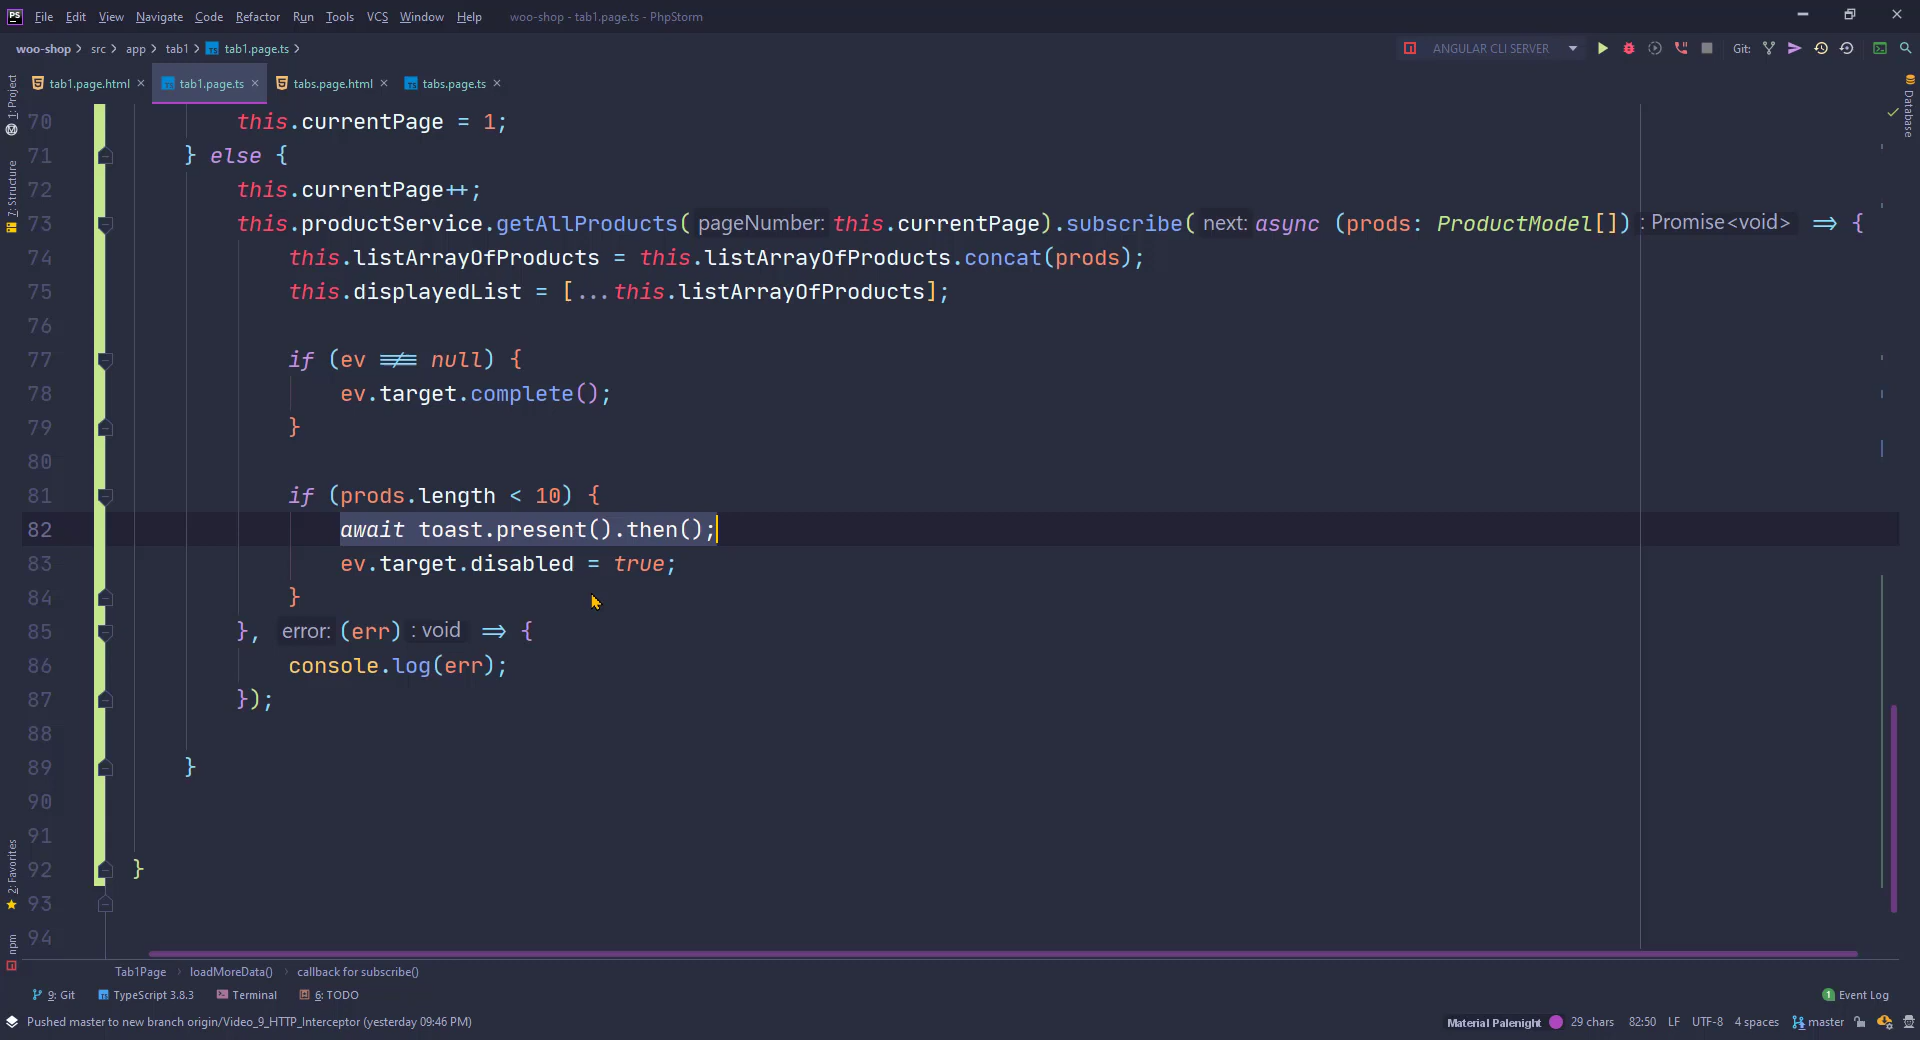 PS File Edit View Navigate Code Refactor Run Tools VCS Window Help woo-shop - tab1.page.ts - PhpStorm
woo-shop src app tab1 tab1.page.ts ANGULAR CLI SERVER Git:
1: Project
7: Structure
2: Favorites
npm
Database
tab1.page.html tab1.page.ts tabs.page.html tabs.page.ts
70 this.currentPage = 1;
71 } else {
72 this.currentPage++;
73 this.productService.getAllProducts( pageNumber: this.currentPage).subscribe( next: async (props: ProductModel[]) : Promise<void> => {
74 this.listArrayOfProducts = this.listArrayOfProducts.concat(prods);
75 this.displayedList = [...this.listArrayOfProducts];
76
77 if (ev !== null) {
78 ev.target.complete();
79 }
80
81 if (prods.length < 10) {
82 await toast.present().then();
83 ev.target.disabled = true;
84 }
85 }, error: (err) : void => {
86 console.log(err);
87 });
88
89 }
90
91
92 }
93
94
Tab1Page loadMoreData() callback for subscribe()
9: Git TypeScript 3.8.3 Terminal 6: TODO 1 Event Log
Pushed master to new branch origin/Video_9_HTTP_Interceptor (yesterday 09:46 PM) Material Palenight 29 chars 82:50 LF UTF-8 4 spaces master